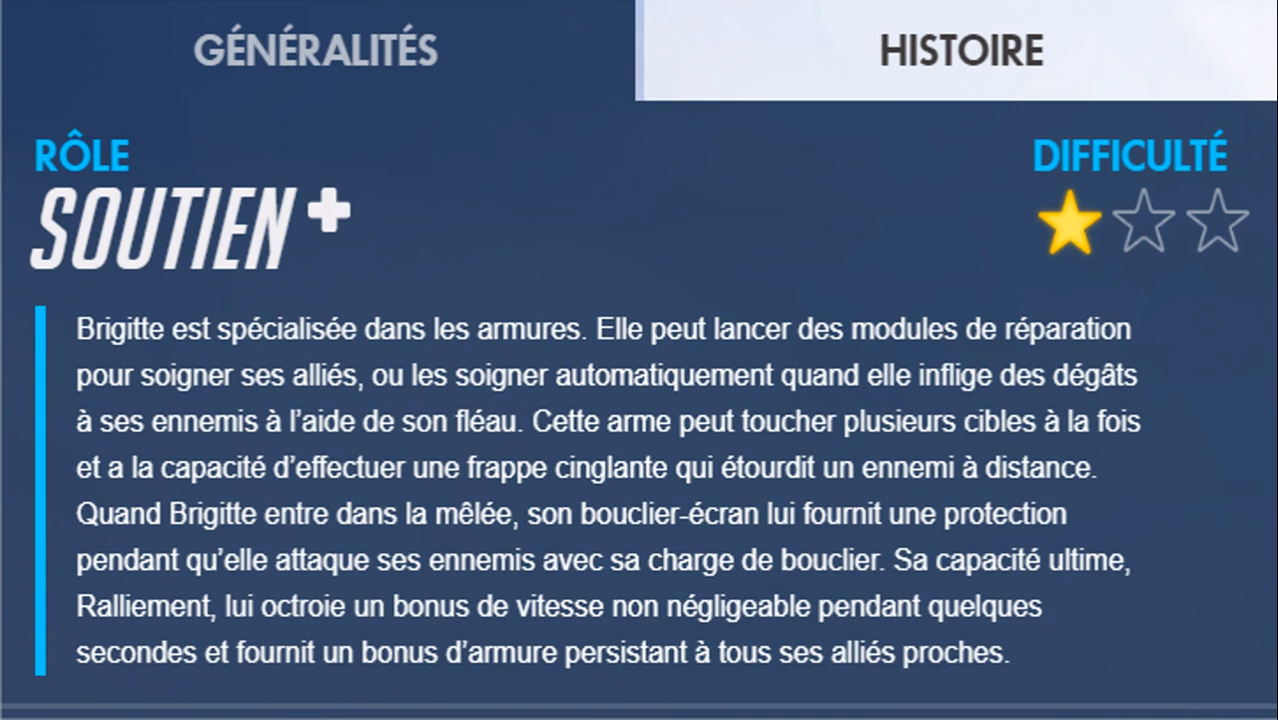 GÉNÉRALITÉS
HISTOIRE
RÔLE
DIFFICULTÉ
SOUTIEN
Brigitte est spécialisée dans les armures. Elle peut lancer des modules de réparation
pour soigner ses alliés, ou les soigner automatiquement quand elle inflige des dégâts
à ses ennemis à l’aide de son fléau. Cette arme peut toucher plusieurs cibles à la fois
et a la capacité d’effectuer une frappe cinglante qui étourdit un ennemi à distance.
Quand Brigitte entre dans la mêlée, son bouclier-écran lui fournit une protection
pendant qu’elle attaque ses ennemis avec sa charge de bouclier. Sa capacité ultime,
Ralliement, lui octroie un bonus de vitesse non négligeable pendant quelques
secondes et fournit un bonus d’armure persistant à tous ses alliés proches.